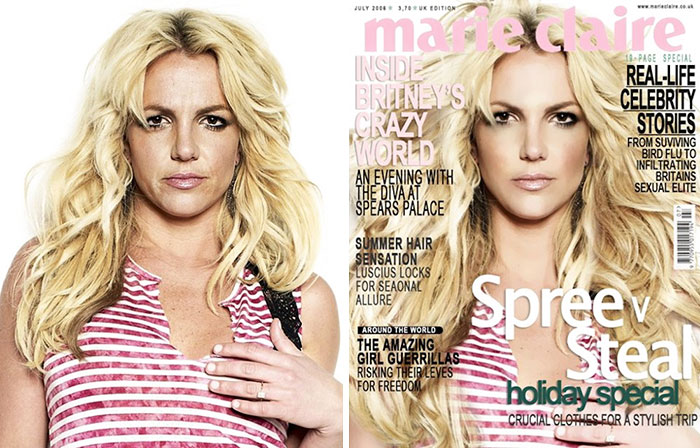 JULY 2006 3,70 UK EDITION
www.marieclaire.co.uk
marie claire
INSIDE
BRITNEY'S
CRAZY
WORLD
AN EVENING WITH
THE DIVA AT
SPEARS PALACE
SUMMER HAIR
SENSATION
LUSCIUS LOCKS
FOR SEAONAL
ALLURE
AROUND THE WORLD
THE AMAZING
GIRL GUERRILLAS
RISKING THEIR LEVES
FOR FREEDOM
-PAGE SPECIAL
REAL-LIFE
CELEBRITY
STORIES
FROM SUVIVING
BIRD FLU TO
INFILTRATING
BRITAINS
SEXUAL ELITE
Spree v
Steal
holiday special
CRUCIAL CLOTHES FOR A STYLISH TRIP